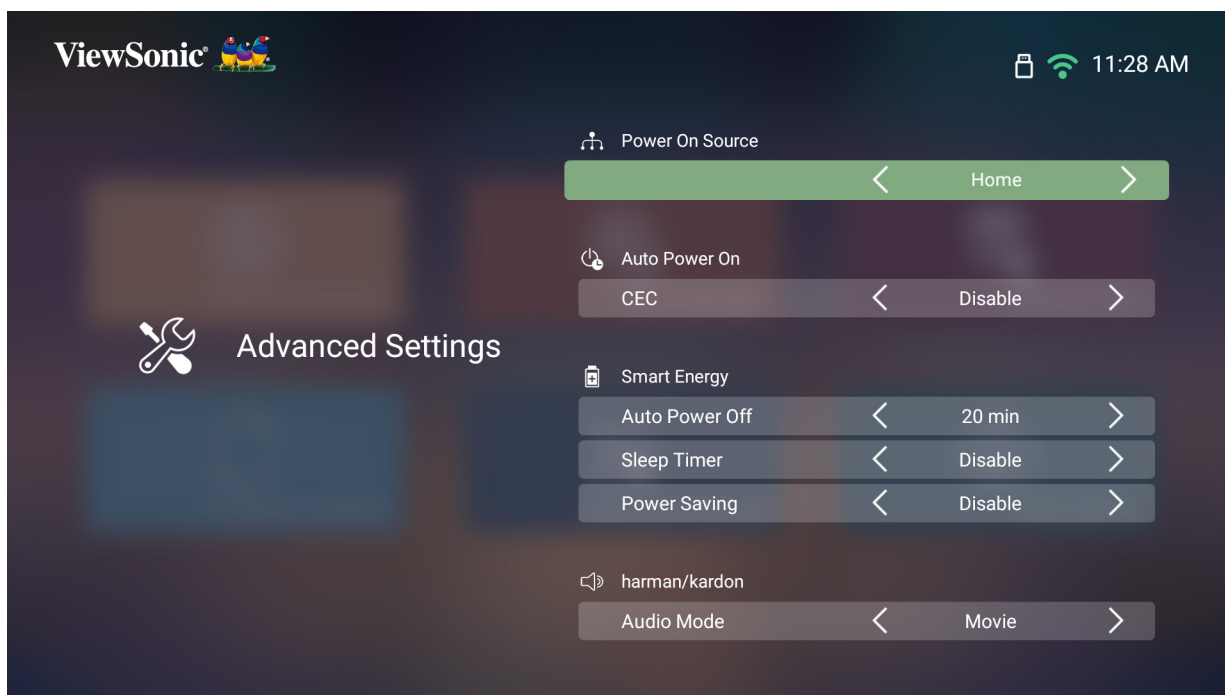 ViewSonic®
11:28 AM
Power On Source
Home
Auto Power On
CEC Disable
Advanced Settings
Smart Energy
Auto Power Off 20 min
Sleep Timer Disable
Power Saving Disable
harman/kardon
Audio Mode Movie